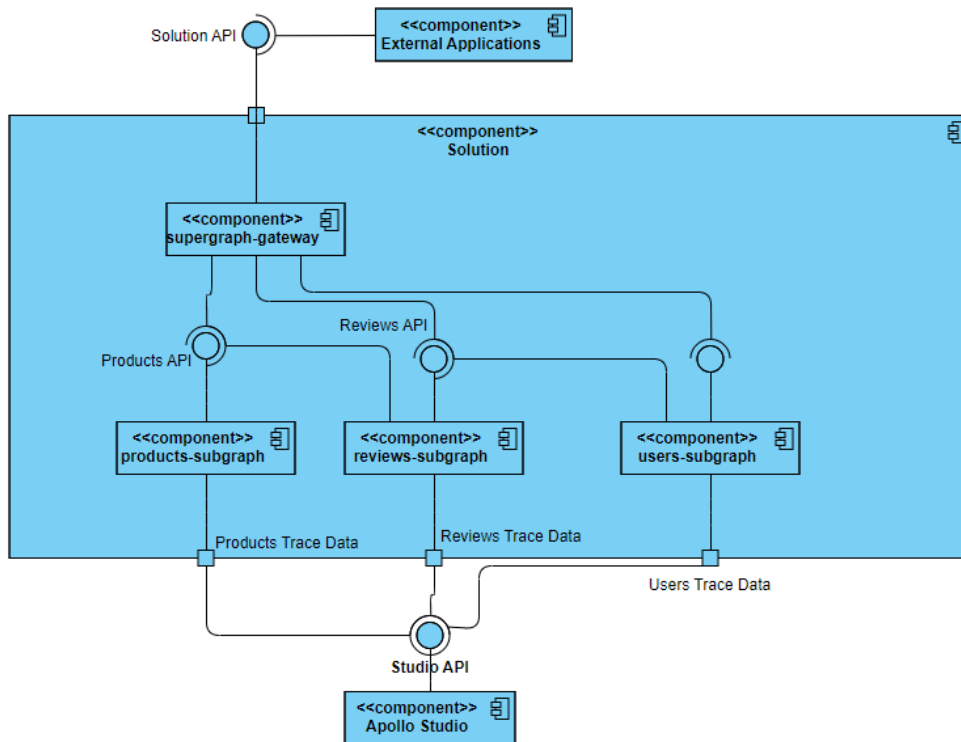 <<component>>
External Applications
Solution API
<<component>>
Solution
<<component>>
supergraph-gateway
Reviews API
Products API
<<component>>
products-subgraph
<<component>>
reviews-subgraph
<<component>>
users-subgraph
Products Trace Data
Reviews Trace Data
Users Trace Data
Studio API
<<component>>
Apollo Studio